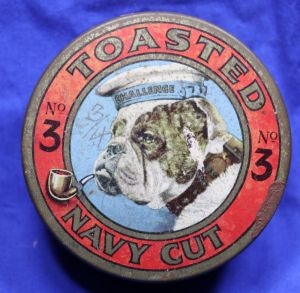 TOASTED
CHALLENGE
No 3
No 3
NAVY CUT